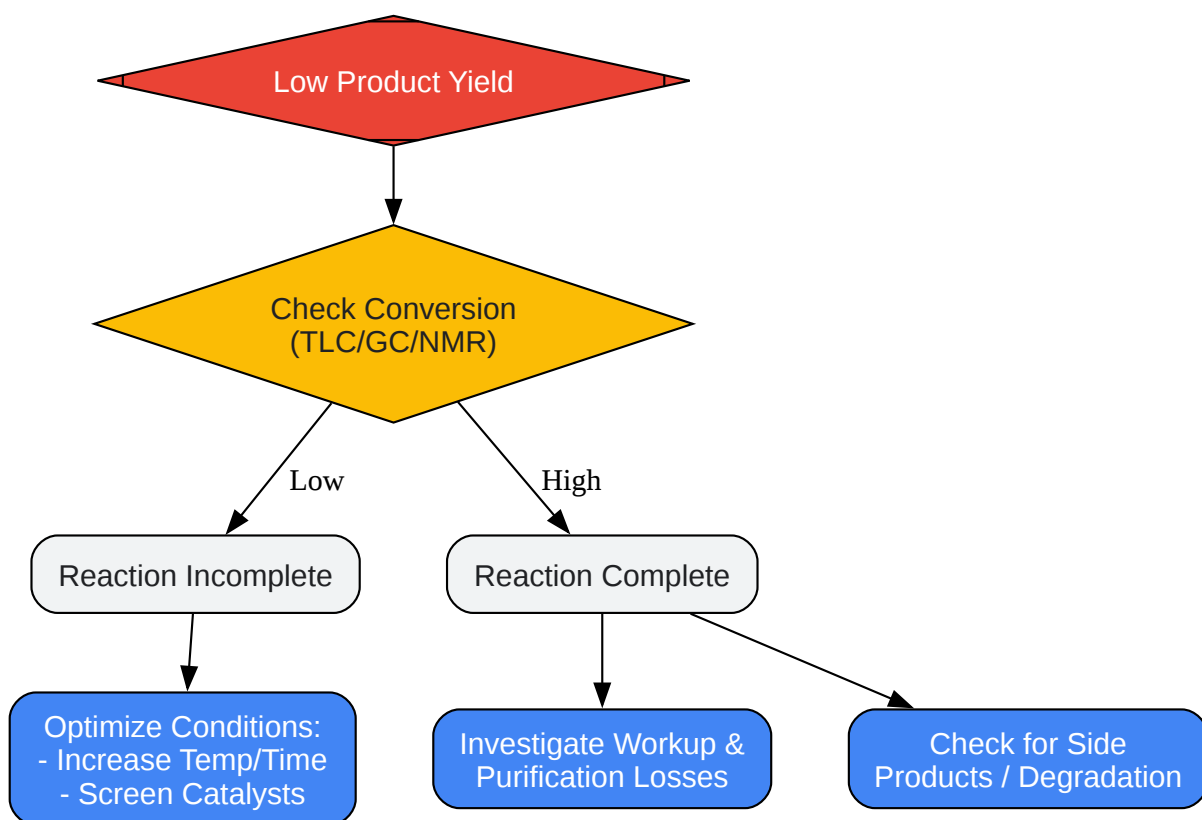 Low Product Yield
Check Conversion
(TLC/GC/NMR)
Low
High
Reaction Incomplete
Reaction Complete
Optimize Conditions:
- Increase Temp/Time
- Screen Catalysts
Investigate Workup &
Purification Losses
Check for Side
Products / Degradation